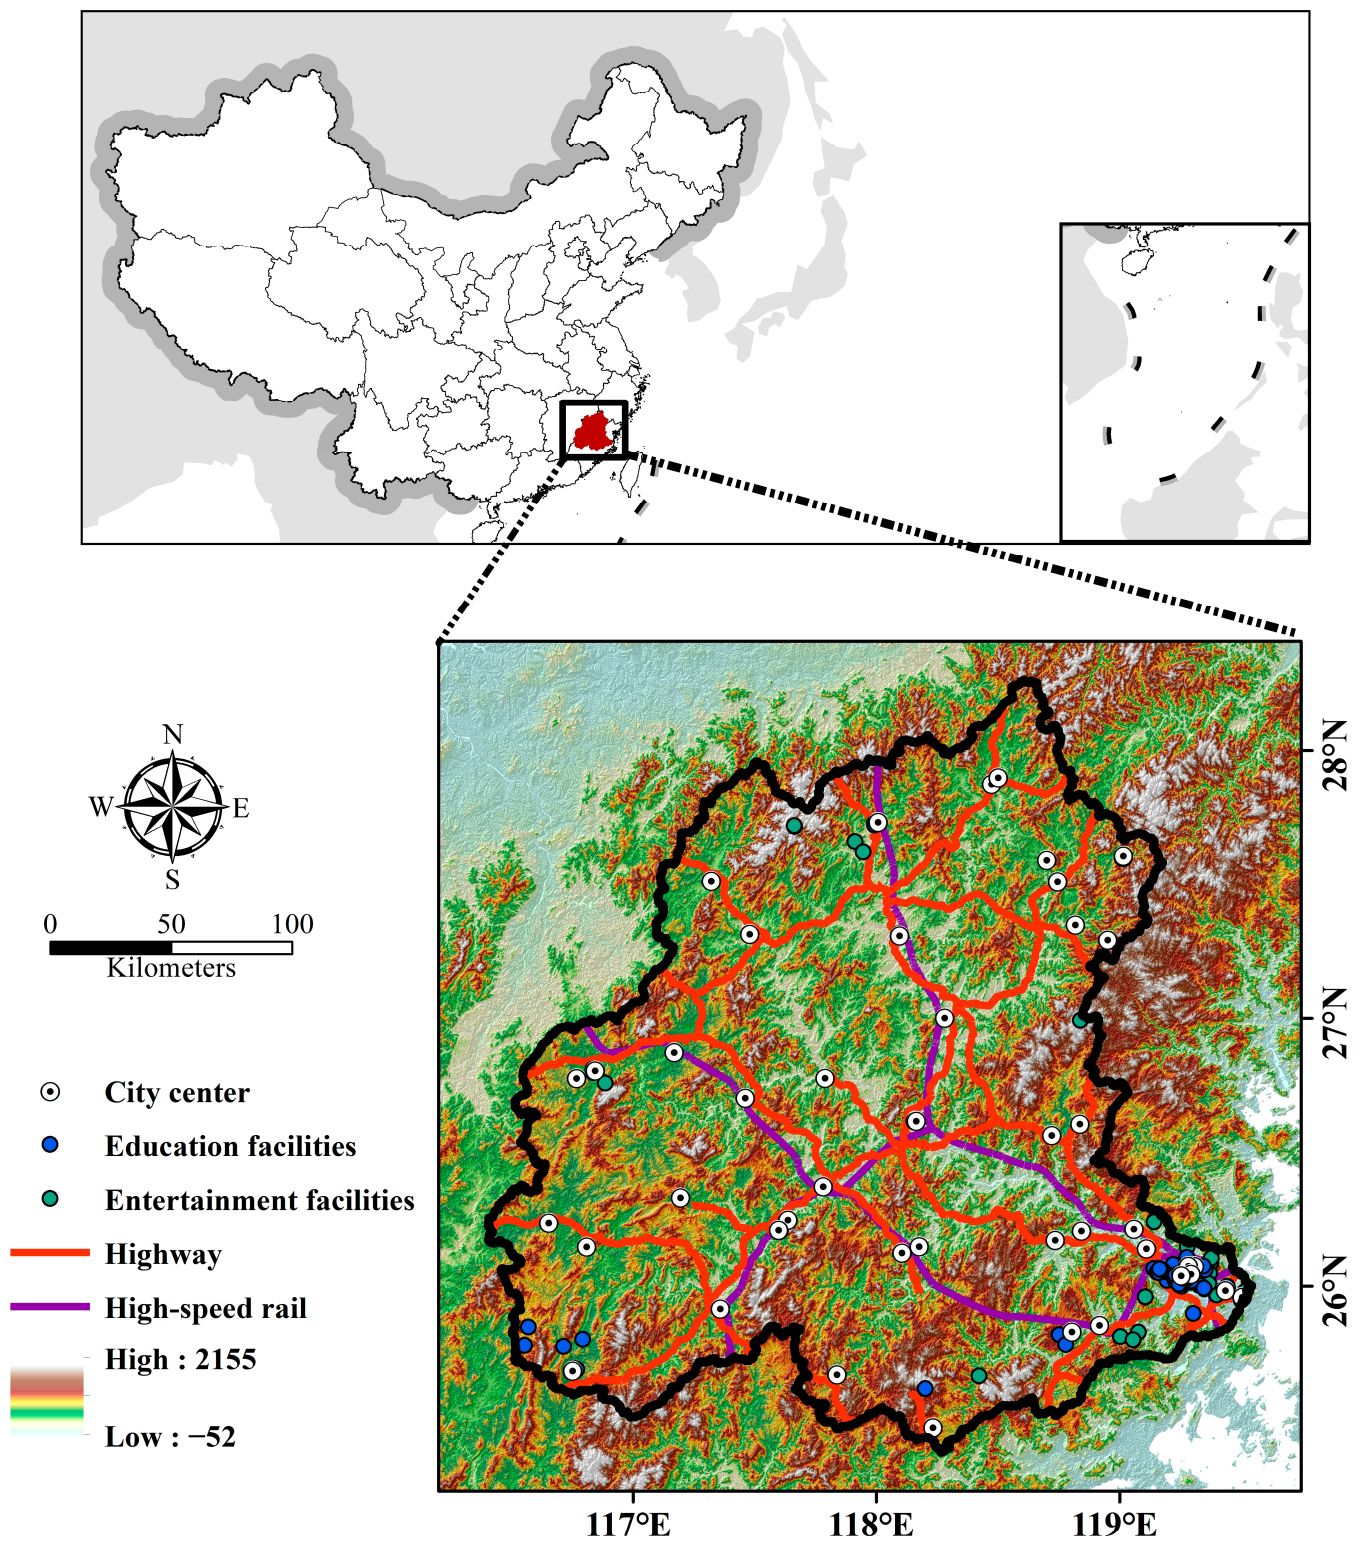 N
W E
S
0 50 100
Kilometers
City center
Education facilities
Entertainment facilities
Highway
High-speed rail
High : 2155
Low : −52
28°N
27°N
26°N
117°E 118°E 119°E